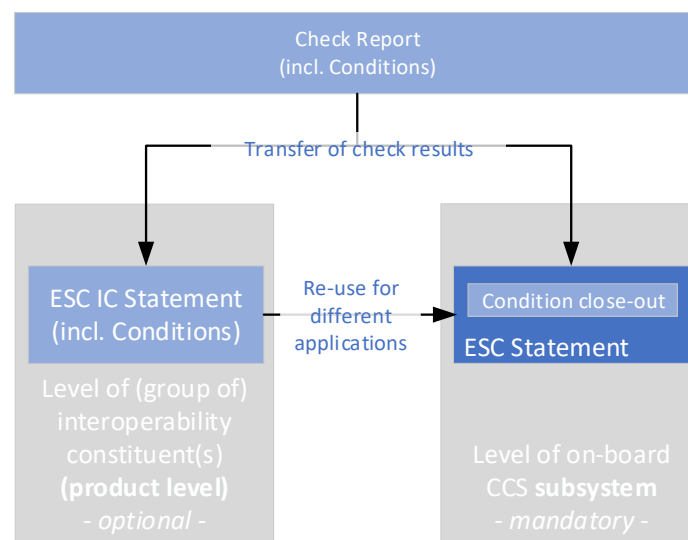 Check Report
(incl. Conditions)
Transfer of check results
ESC IC Statement
(incl. Conditions)
Re-use for
different
applications
Condition close-out
ESC Statement
Level of (group of)
interoperability
constituent(s)
(product level)
- optional -
Level of on-board
CCS subsystem
- mandatory -